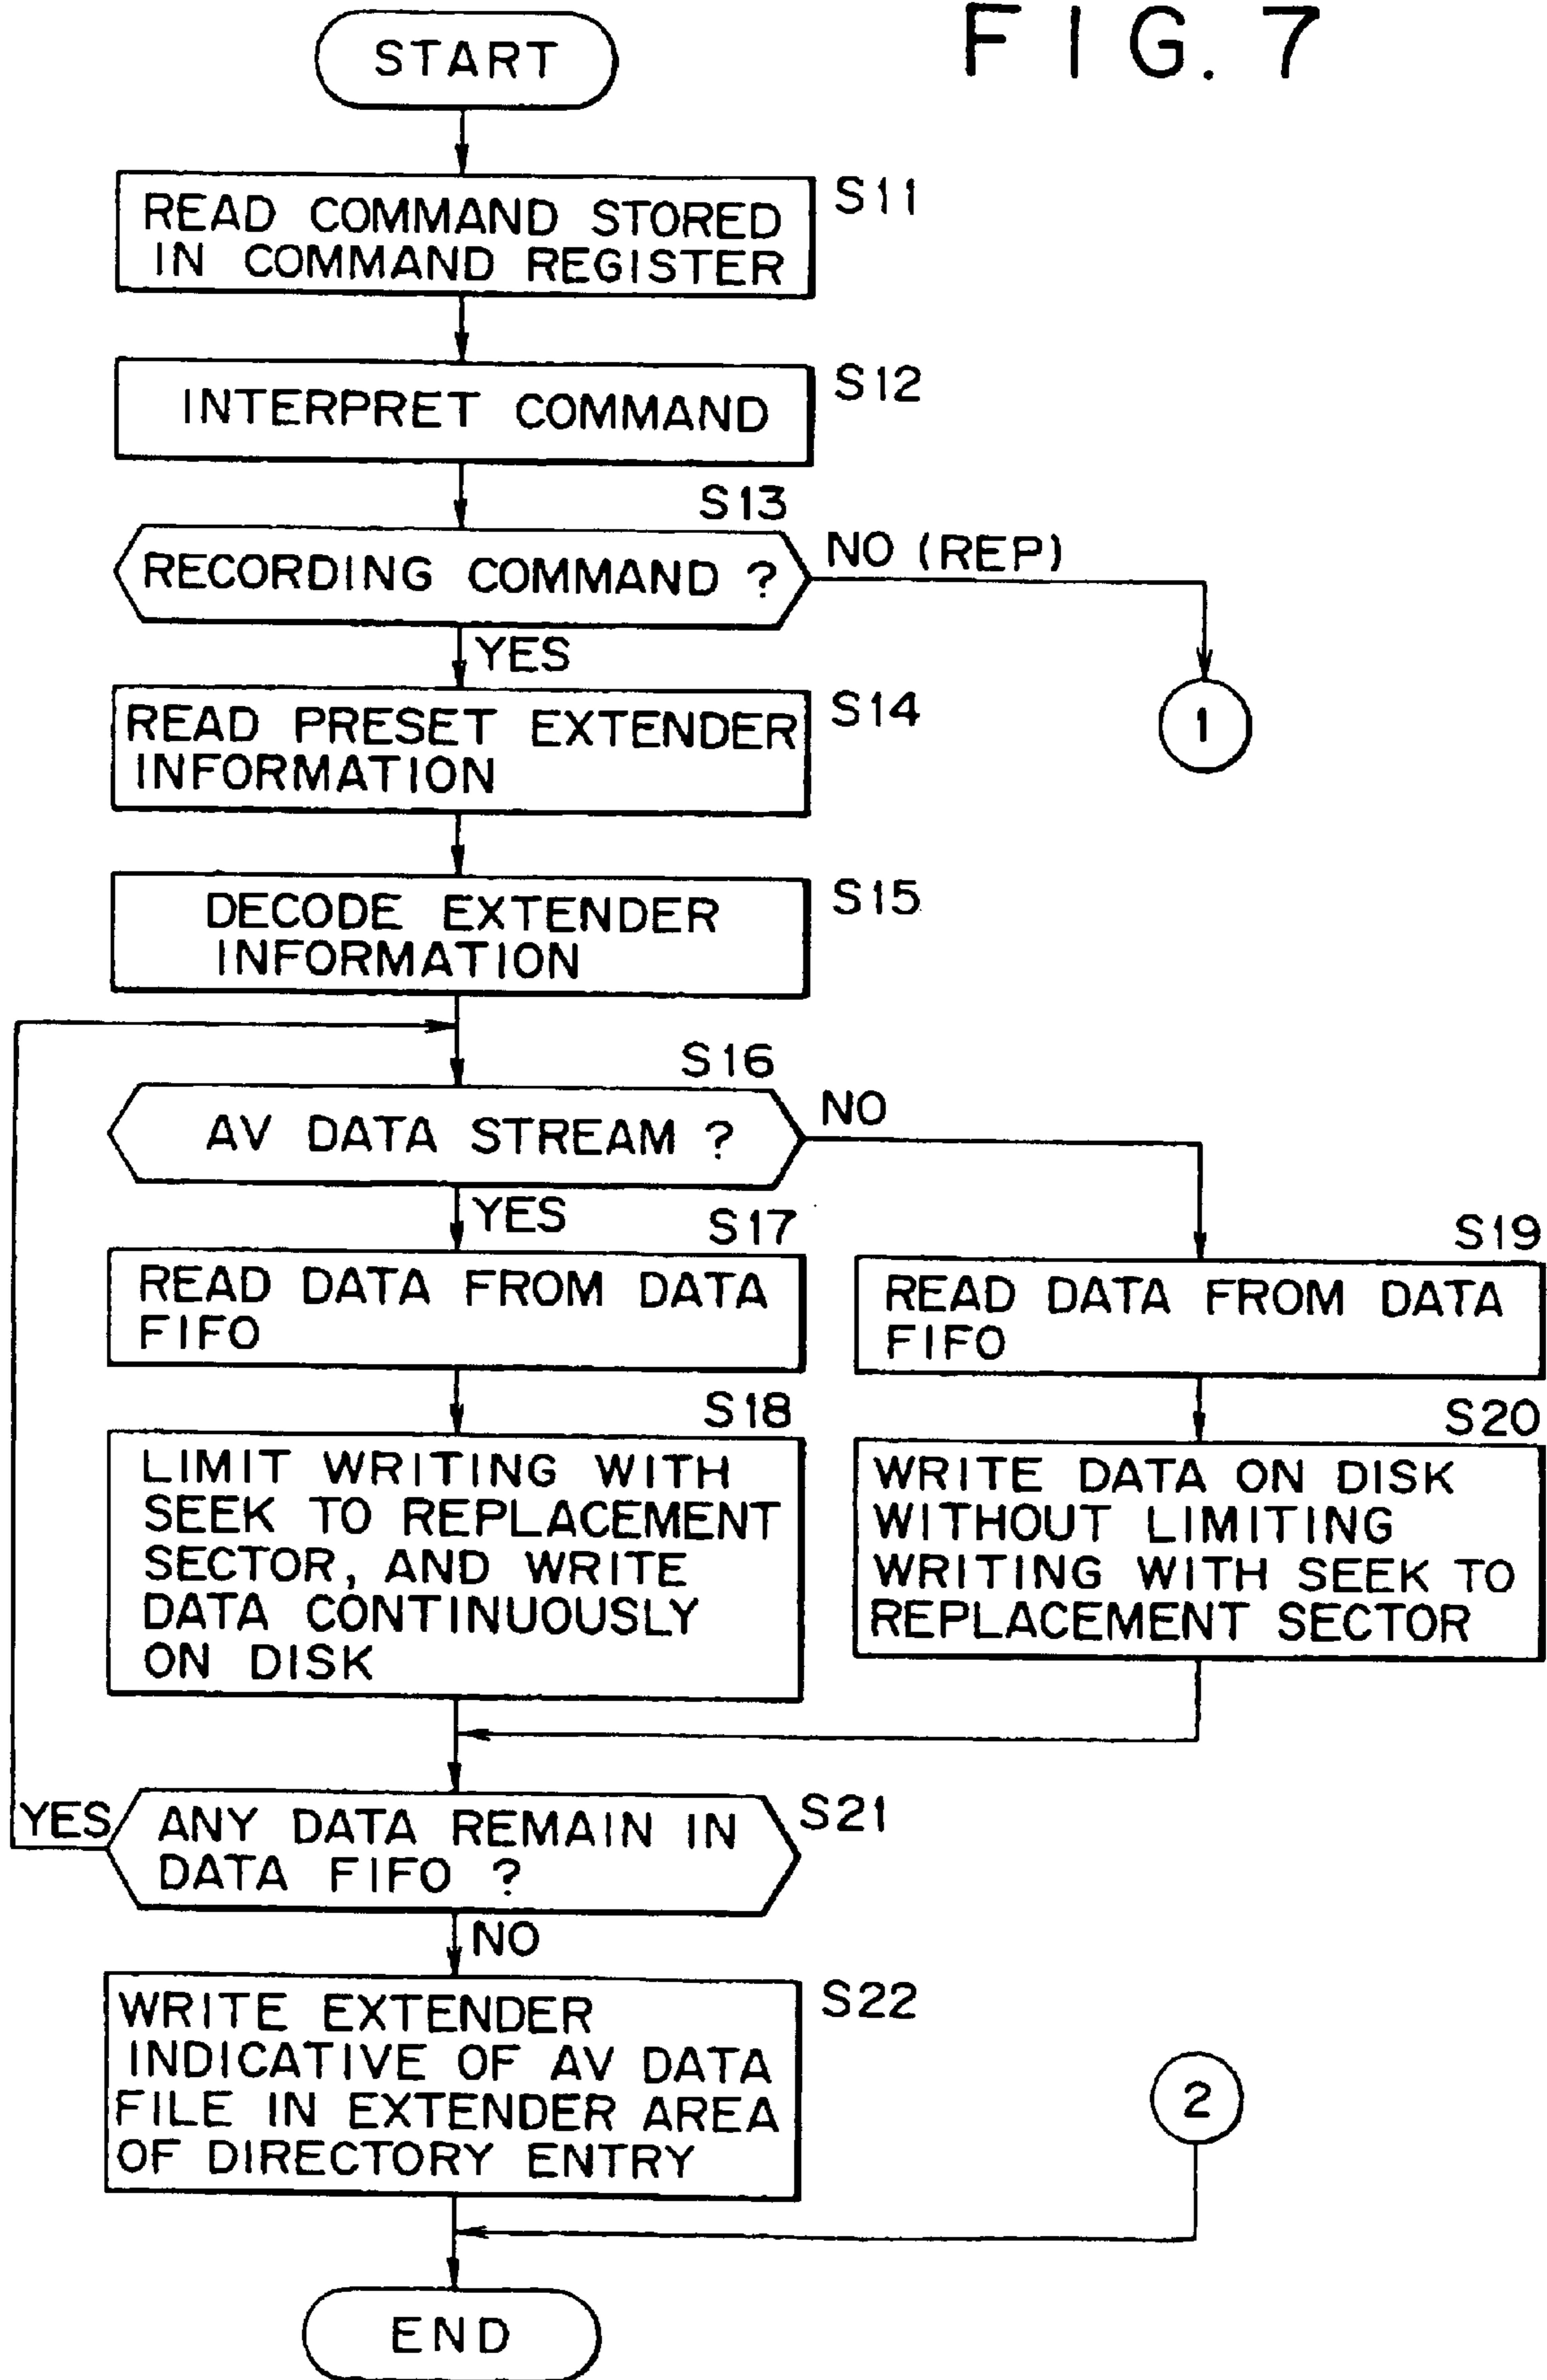 FIG. 7
START
S11
READ COMMAND STORED
IN COMMAND REGISTER
S12
INTERPRET COMMAND
S13
RECORDING COMMAND ?
NO (REP)
YES
1
S14
READ PRESET EXTENDER
INFORMATION
S15
DECODE EXTENDER
INFORMATION
S16
AV DATA STREAM ?
NO
YES
S17
READ DATA FROM DATA
FIFO
S19
READ DATA FROM DATA
FIFO
S18
LIMIT WRITING WITH
SEEK TO REPLACEMENT
SECTOR, AND WRITE
DATA CONTINUOUSLY
ON DISK
S20
WRITE DATA ON DISK
WITHOUT LIMITING
WRITING WITH SEEK TO
REPLACEMENT SECTOR
YES
S21
ANY DATA REMAIN IN
DATA FIFO ?
NO
S22
WRITE EXTENDER
INDICATIVE OF AV DATA
FILE IN EXTENDER AREA
OF DIRECTORY ENTRY
2
END